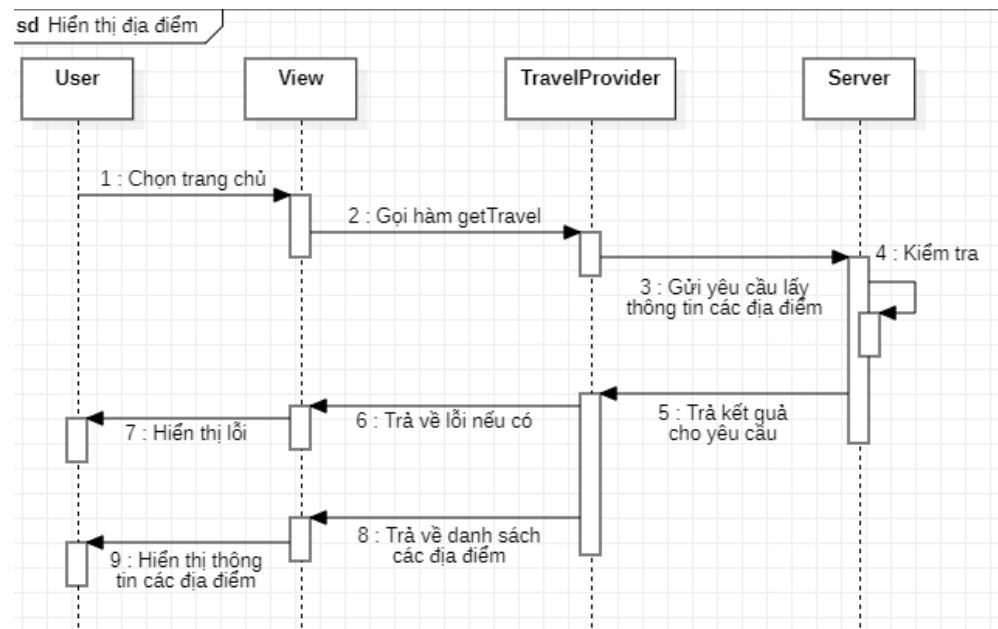 sd Hiển thị địa điểm
User
View
TravelProvider
Server
1 : Chọn trang chủ
2 : Gọi hàm getTravel
3 : Gửi yêu cầu lấy
thông tin các địa điểm
4 : Kiểm tra
5 : Trả kết quả
cho yêu cầu
6 : Trả về lỗi nếu có
7 : Hiển thị lỗi
8 : Trả về danh sách
các địa điểm
9 : Hiển thị thông
tin các địa điểm